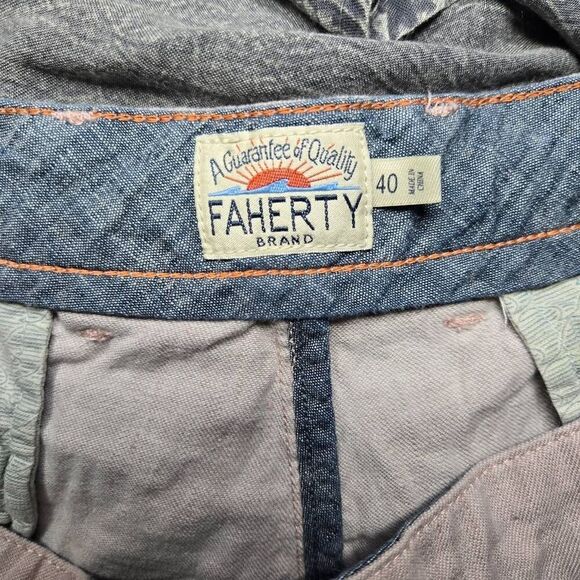 A Guarantee of Quality
FAHERTY
BRAND
40
MADE IN
CHINA